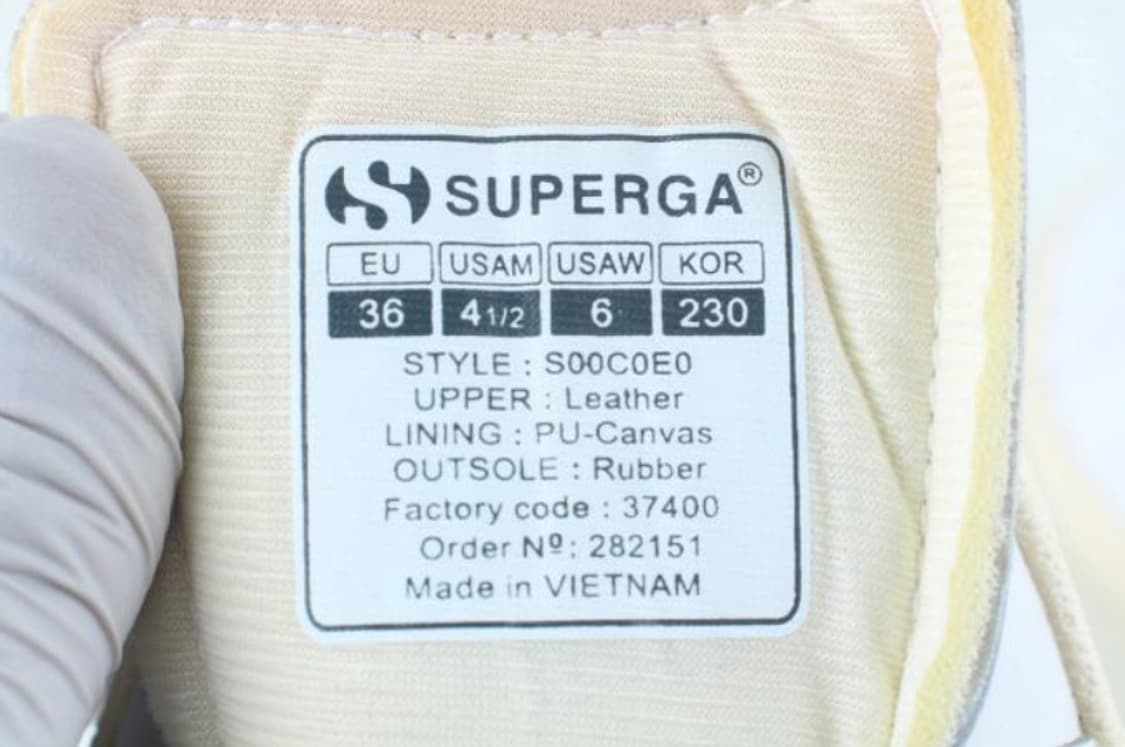 SUPERGA®
EU USAM USAW KOR
36 4 1/2 6 230
STYLE : S00C0E0
UPPER : Leather
LINING : PU-Canvas
OUTSOLE : Rubber
Factory code : 37400
Order Nº: 282151
Made in VIETNAM